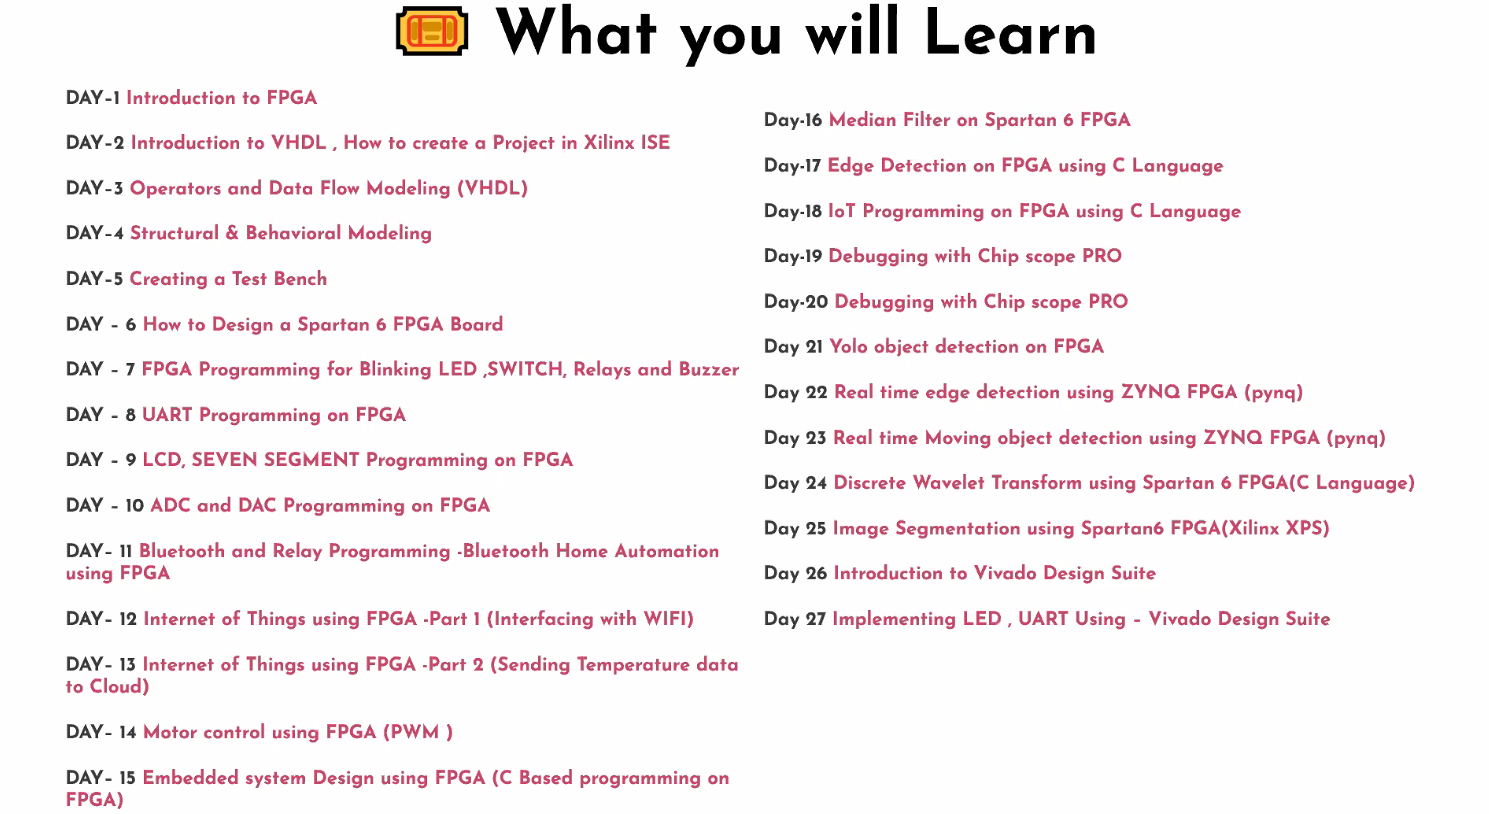 What you will Learn
DAY–1 Introduction to FPGA
DAY–2 Introduction to VHDL , How to create a Project in Xilinx ISE
DAY–3 Operators and Data Flow Modeling (VHDL)
DAY–4 Structural & Behavioral Modeling
DAY–5 Creating a Test Bench
DAY – 6 How to Design a Spartan 6 FPGA Board
DAY – 7 FPGA Programming for Blinking LED ,SWITCH, Relays and Buzzer
DAY – 8 UART Programming on FPGA
DAY – 9 LCD, SEVEN SEGMENT Programming on FPGA
DAY – 10 ADC and DAC Programming on FPGA
DAY– 11 Bluetooth and Relay Programming -Bluetooth Home Automation
using FPGA
DAY– 12 Internet of Things using FPGA -Part 1 (Interfacing with WIFI)
DAY– 13 Internet of Things using FPGA -Part 2 (Sending Temperature data
to Cloud)
DAY– 14 Motor control using FPGA (PWM )
DAY– 15 Embedded system Design using FPGA (C Based programming on
FPGA)
Day-16 Median Filter on Spartan 6 FPGA
Day-17 Edge Detection on FPGA using C Language
Day-18 IoT Programming on FPGA using C Language
Day-19 Debugging with Chip scope PRO
Day-20 Debugging with Chip scope PRO
Day 21 Yolo object detection on FPGA
Day 22 Real time edge detection using ZYNQ FPGA (pynq)
Day 23 Real time Moving object detection using ZYNQ FPGA (pynq)
Day 24 Discrete Wavelet Transform using Spartan 6 FPGA(C Language)
Day 25 Image Segmentation using Spartan6 FPGA(Xilinx XPS)
Day 26 Introduction to Vivado Design Suite
Day 27 Implementing LED , UART Using – Vivado Design Suite